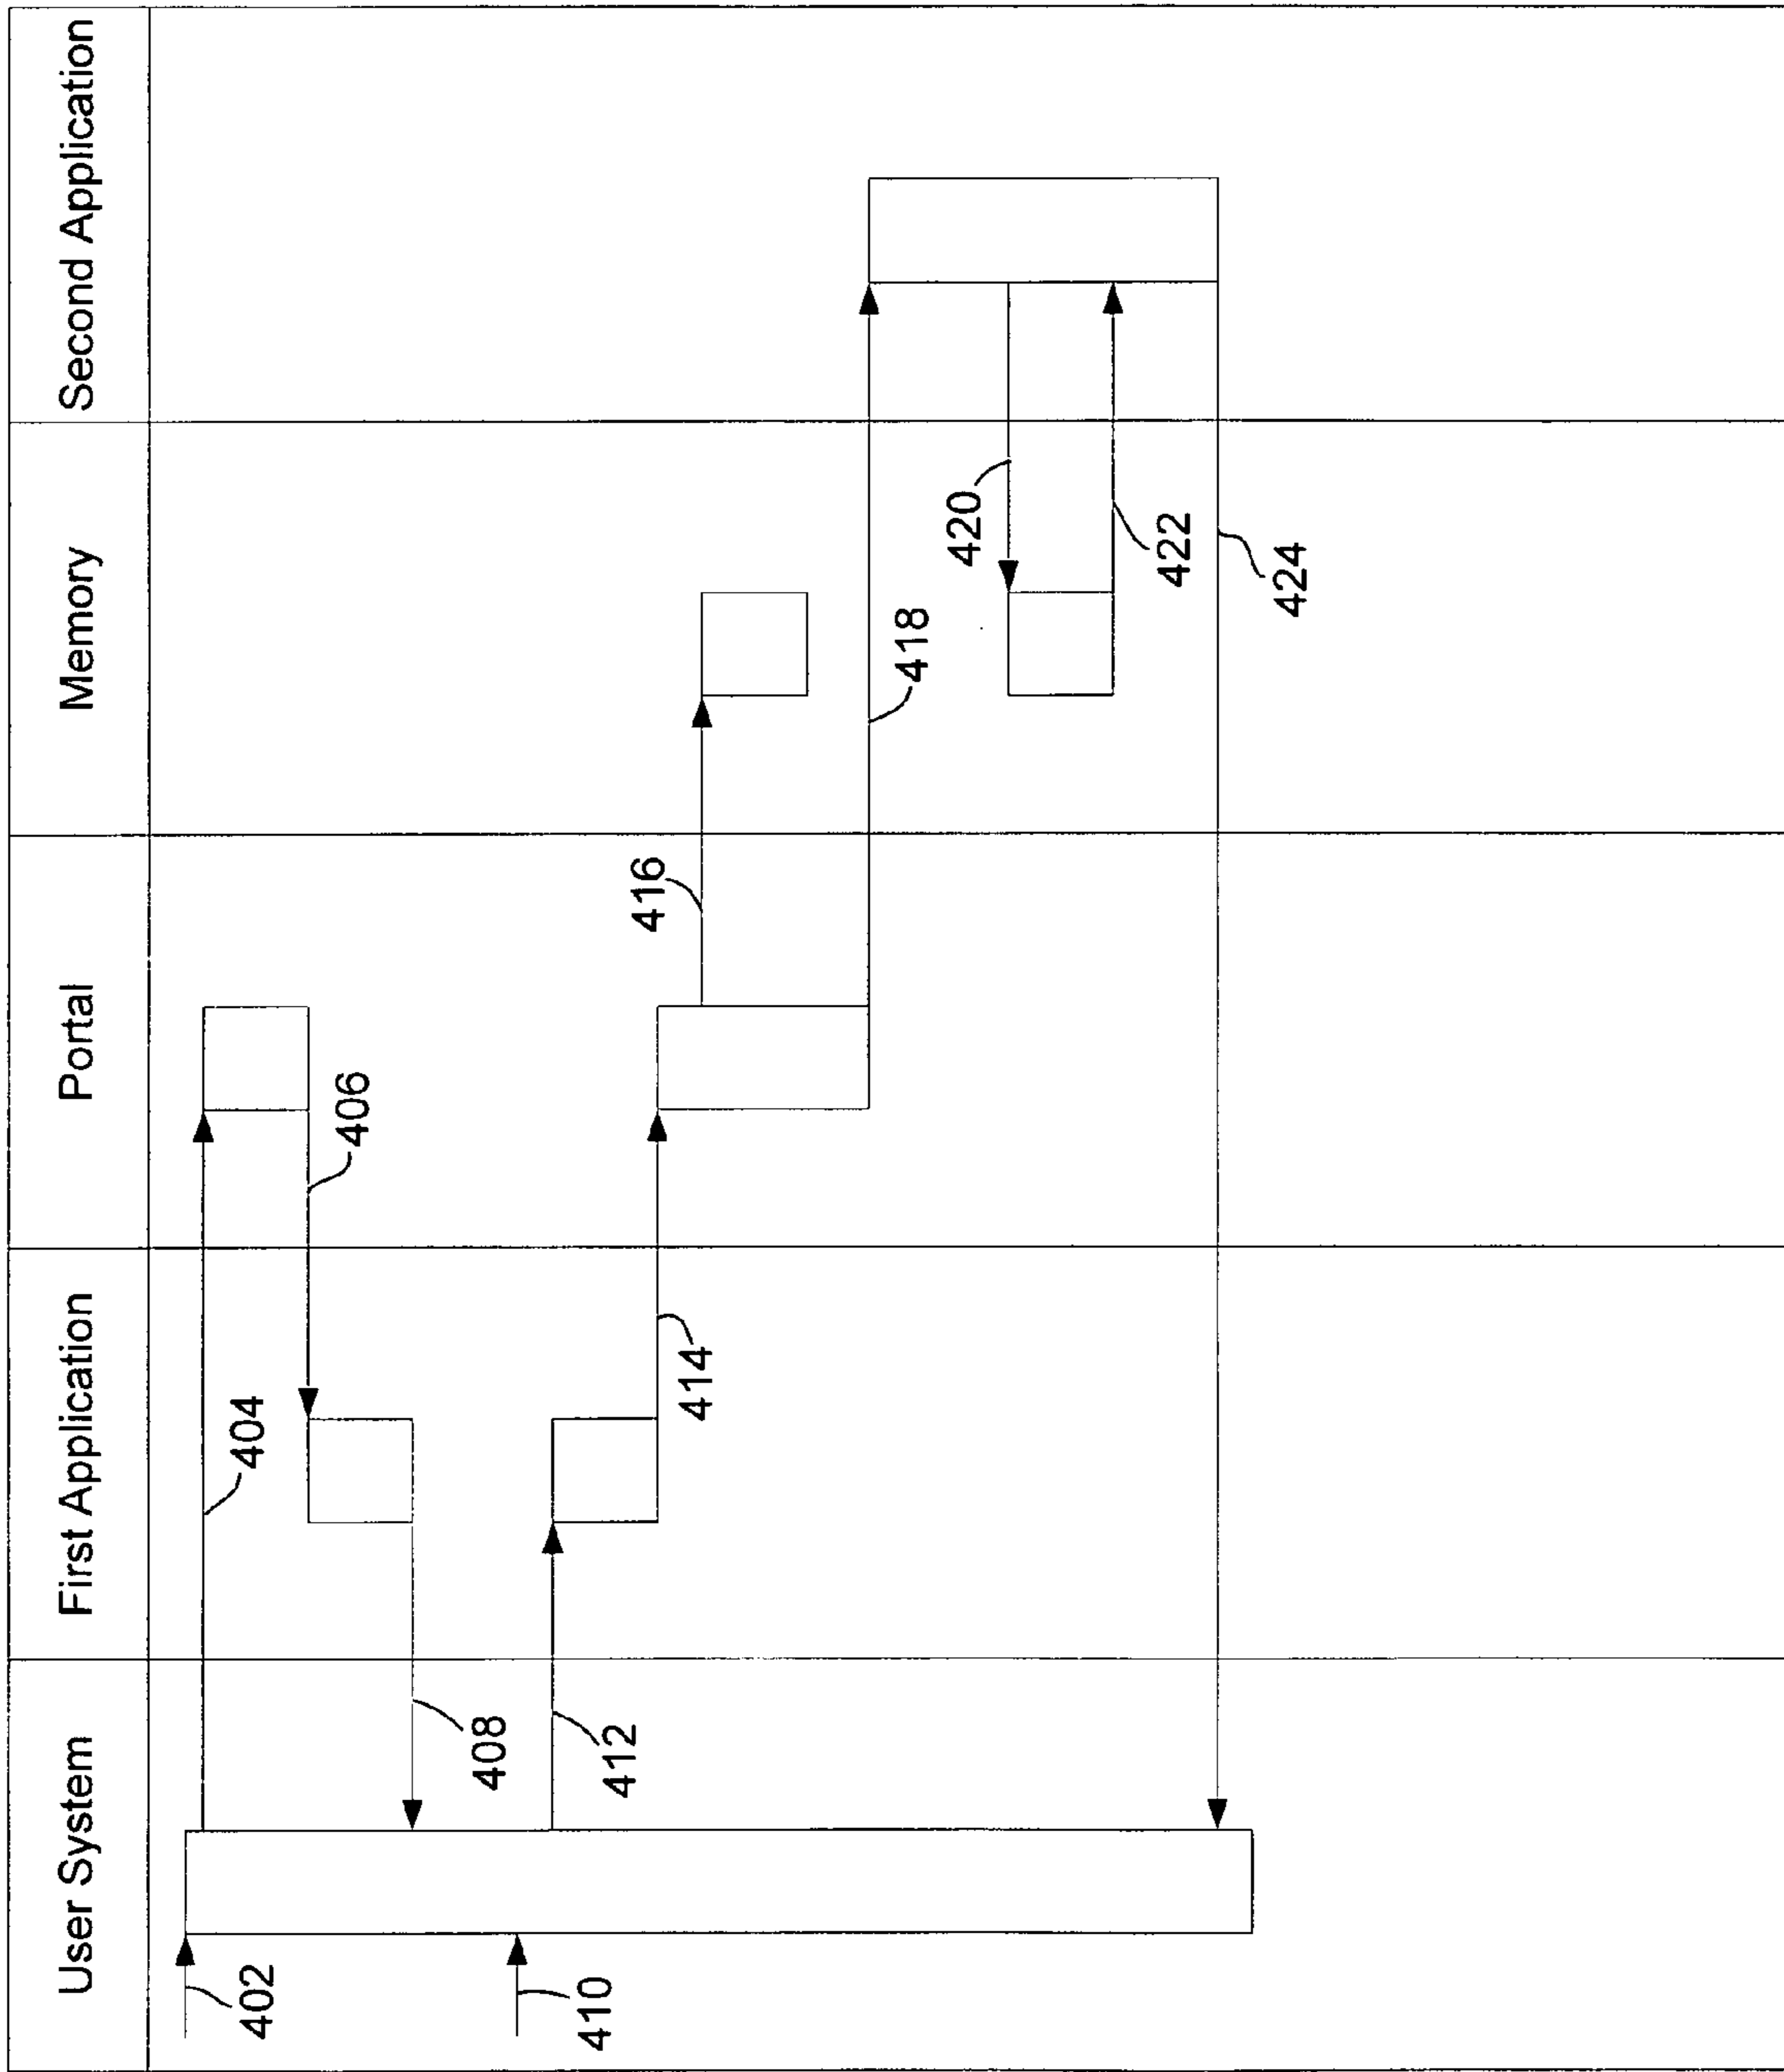 User System
First Application
Portal
Memory
Second Application
402
404
406
408
410
412
414
416
418
420
422
424